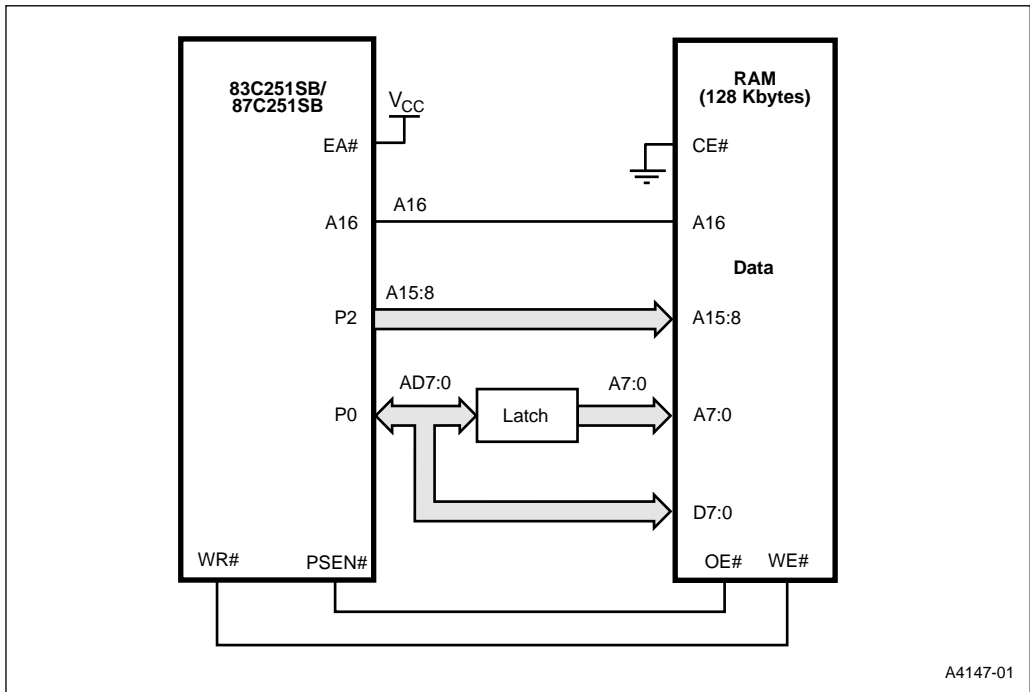 83C251SB/
87C251SB
VCC
EA#
A16
A16
A15:8
P2
AD7:0
P0
Latch
A7:0
WR#
PSEN#
RAM
(128 Kbytes)
CE#
A16
Data
A15:8
A7:0
D7:0
OE#
WE#
A4147-01